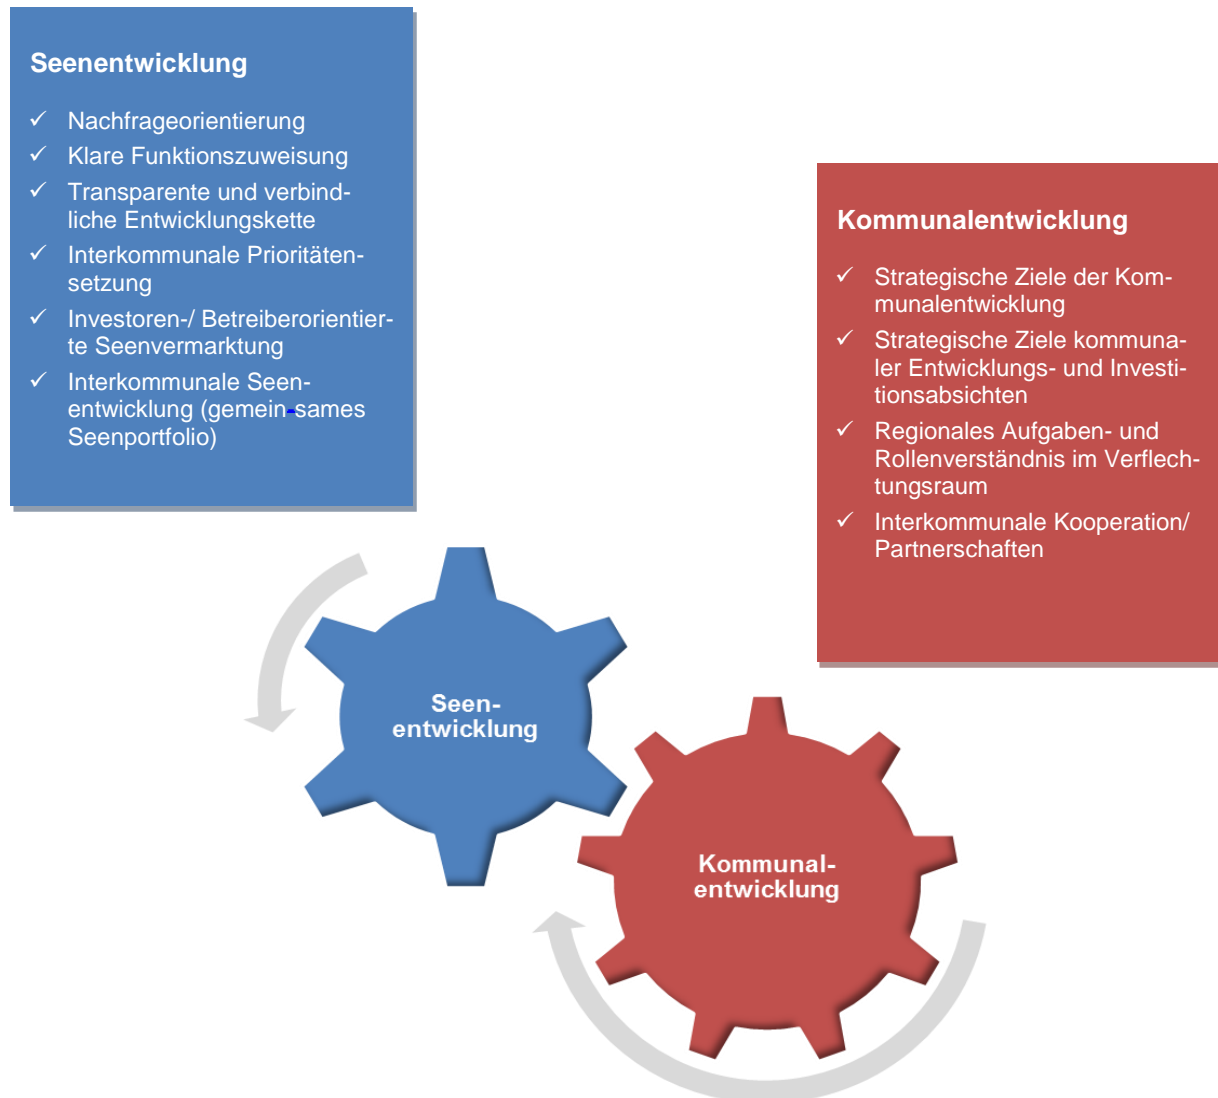 Seenentwicklung
✓ Nachfrageorientierung
✓ Klare Funktionszuweisung
✓ Transparente und verbind-
liche Entwicklungskette
✓ Interkommunale Prioritäten-
setzung
✓ Investoren-/ Betreiberorientier-
te Seenvermarktung
✓ Interkommunale Seen-
entwicklung (gemein-sames
Seenportfolio)
Kommunalentwicklung
✓ Strategische Ziele der Kom-
munalentwicklung
✓ Strategische Ziele kommuna-
ler Entwicklungs- und Investi-
tionsabsichten
✓ Regionales Aufgaben- und
Rollenverständnis im Verflech-
tungsraum
✓ Interkommunale Kooperation/
Partnerschaften
Seen-
entwicklung
Kommunal-
entwicklung